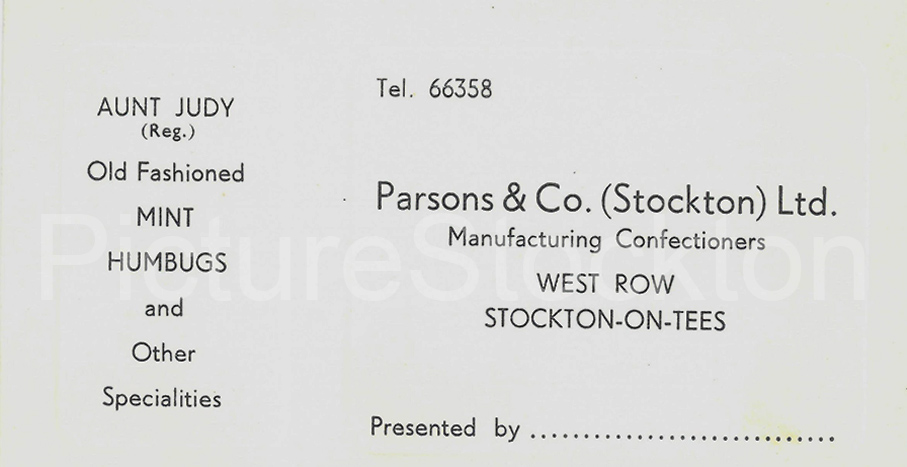 AUNT JUDY
(Reg.)
Old Fashioned
MINT
HUMBUGS
and
Other
Specialities
Tel. 66358
Parsons & Co. (Stockton) Ltd.
Manufacturing Confectioners
WEST ROW
STOCKTON-ON-TEES
Presented by .............................
PictureStockton